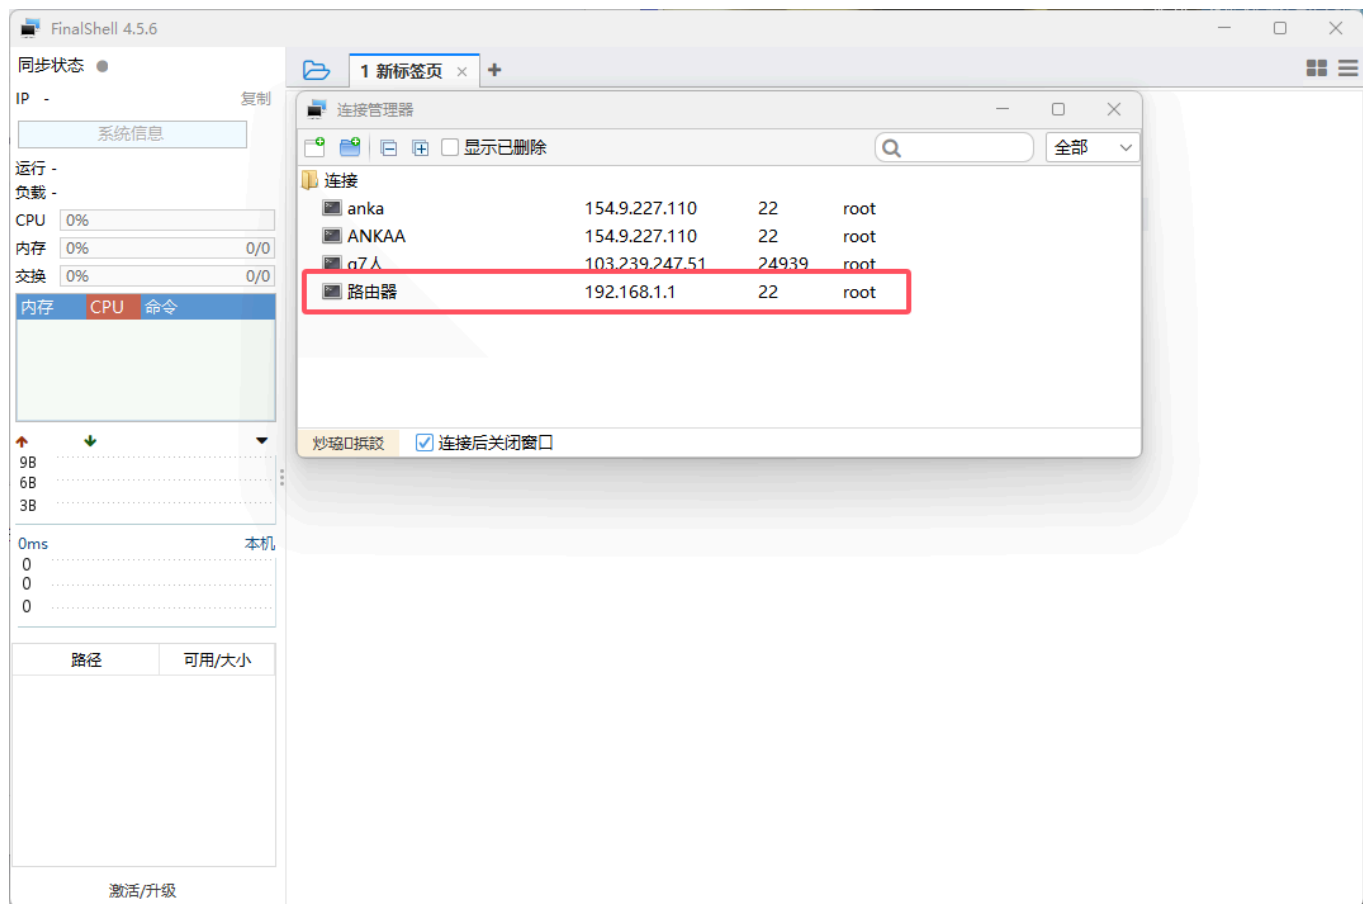 FinalShell 4.5.6
同步状态
IP - 复制
系统信息
运行 -
负载 -
CPU 0%
内存 0% 0/0
交换 0% 0/0
内存 CPU 命令
9B
6B
3B
0ms 本机
0
0
0
路径 可用/大小
激活/升级
1 新标签页
连接管理器
显示已删除 全部
连接
anka 154.9.227.110 22 root
ANKAA 154.9.227.110 22 root
103.239.247.51 24939 root
路由器 192.168.1.1 22 root
连接后关闭窗口